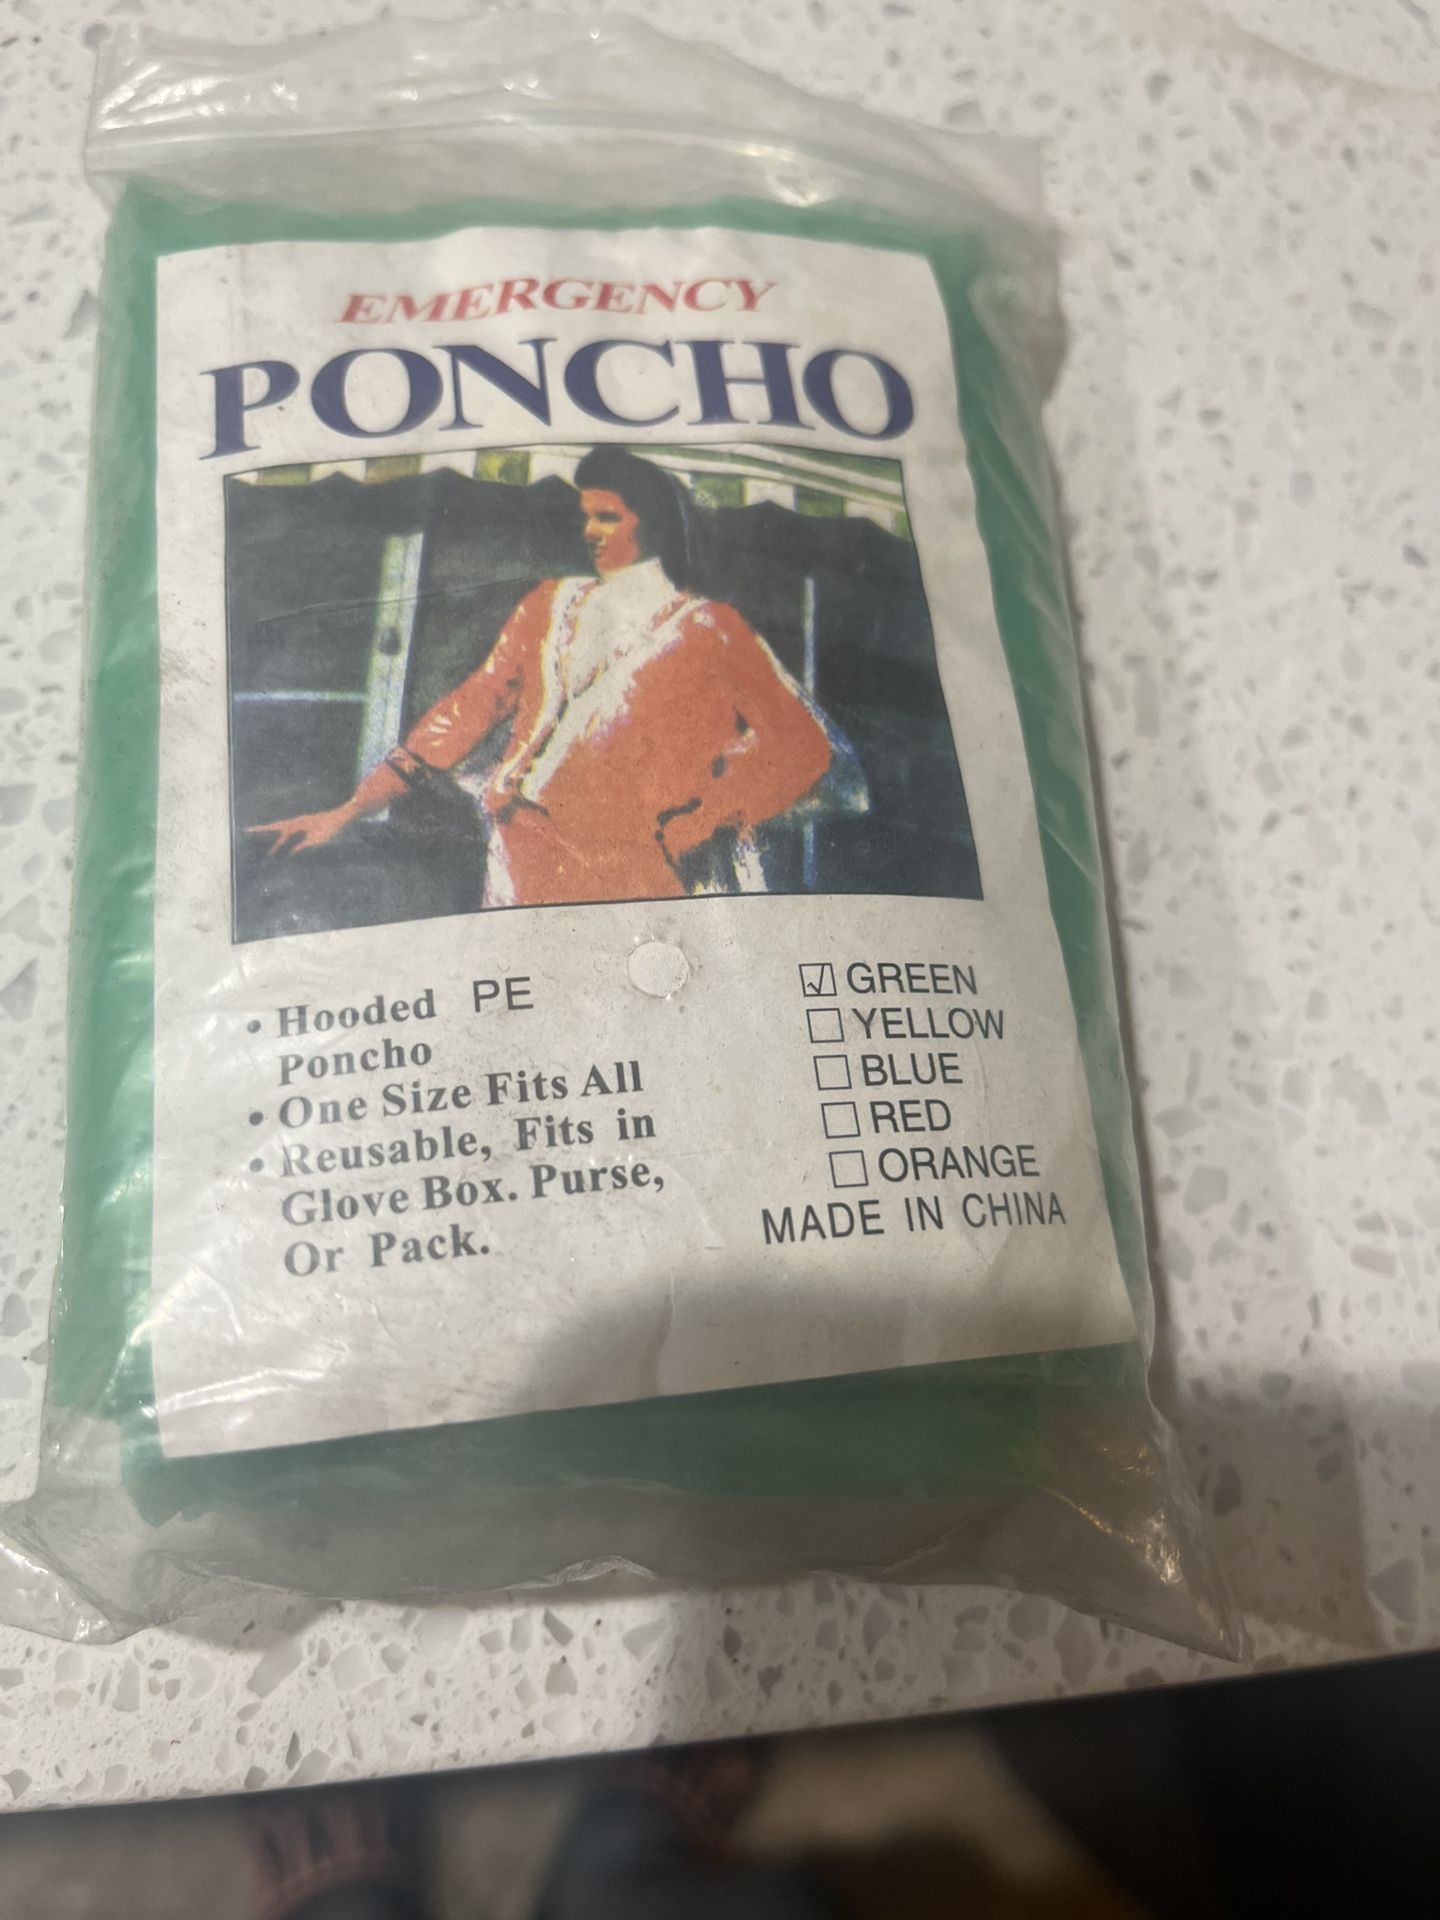 EMERGENCY
PONCHO
• Hooded PE
Poncho
• One Size Fits All
• Reusable, Fits in
Glove Box. Purse,
Or Pack.
☑ GREEN
☐ YELLOW
☐ BLUE
☐ RED
☐ ORANGE
MADE IN CHINA